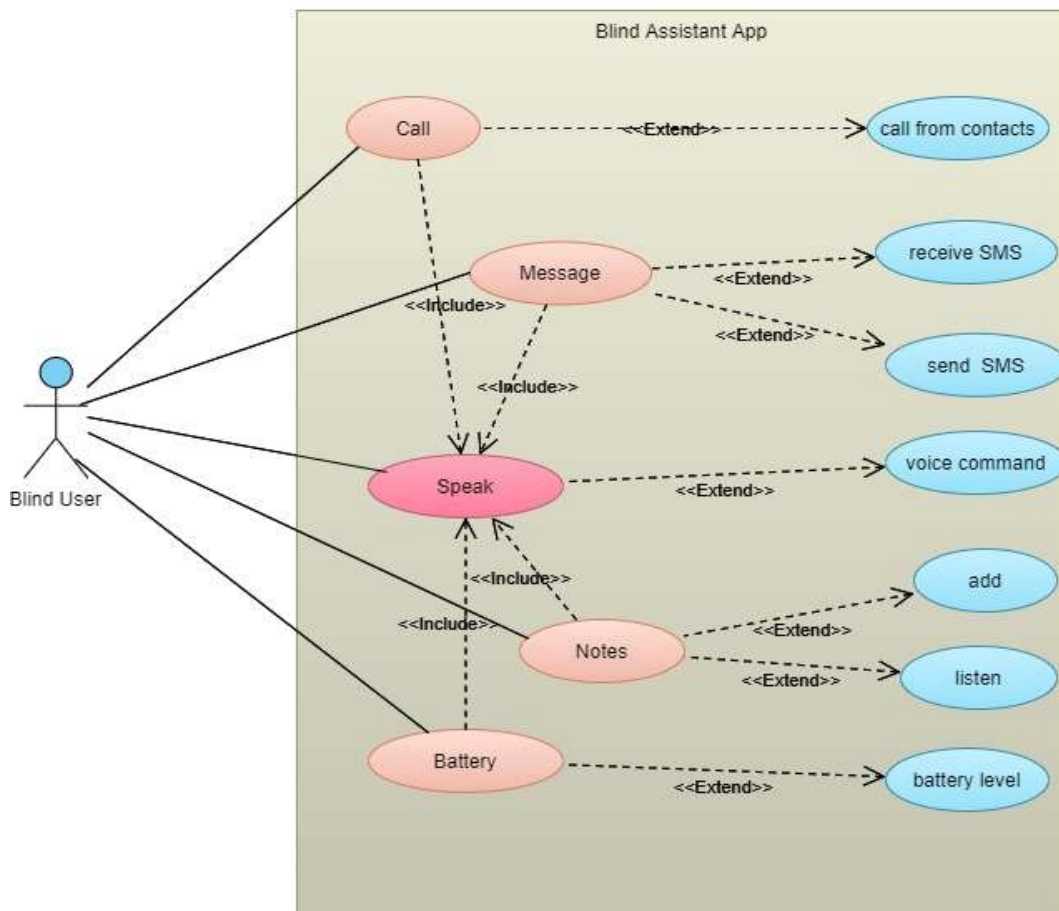 Blind Assistant App
Call
<<Extend>>
call from contacts
Message
<<Extend>>
receive SMS
<<Include>>
<<Extend>>
send  SMS
<<Include>>
Speak
<<Extend>>
voice command
Blind User
<<Include>>
add
<<Include>>
<<Extend>>
Notes
<<Extend>>
listen
Battery
<<Extend>>
battery level